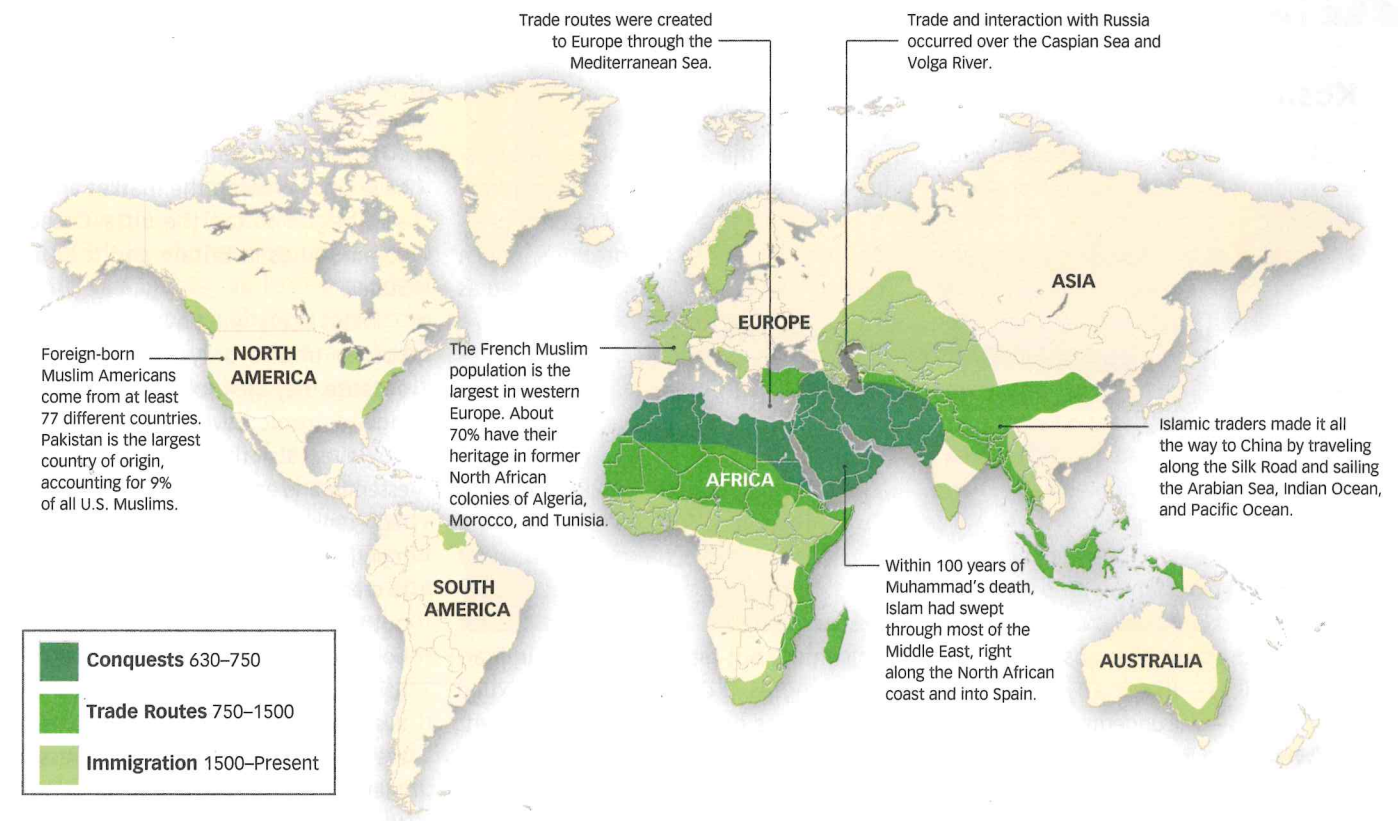 Trade routes were created
to Europe through the
Mediterranean Sea.
Trade and interaction with Russia
occurred over the Caspian Sea and
Volga River.
ASIA
EUROPE
NORTH
AMERICA
Foreign-born
Muslim Americans
come from at least
77 different countries.
Pakistan is the largest
country of origin,
accounting for 9%
of all U.S. Muslims.
The French Muslim
population is the
largest in western
Europe. About
70% have their
heritage in former
North African
colonies of Algeria,
Morocco, and Tunisia.
AFRICA
Islamic traders made it all
the way to China by traveling
along the Silk Road and sailing
the Arabian Sea, Indian Ocean,
and Pacific Ocean.
Within 100 years of
Muhammad's death,
Islam had swept
through most of the
Middle East, right
along the North African
coast and into Spain.
SOUTH
AMERICA
AUSTRALIA
Conquests 630–750
Trade Routes 750–1500
Immigration 1500–Present